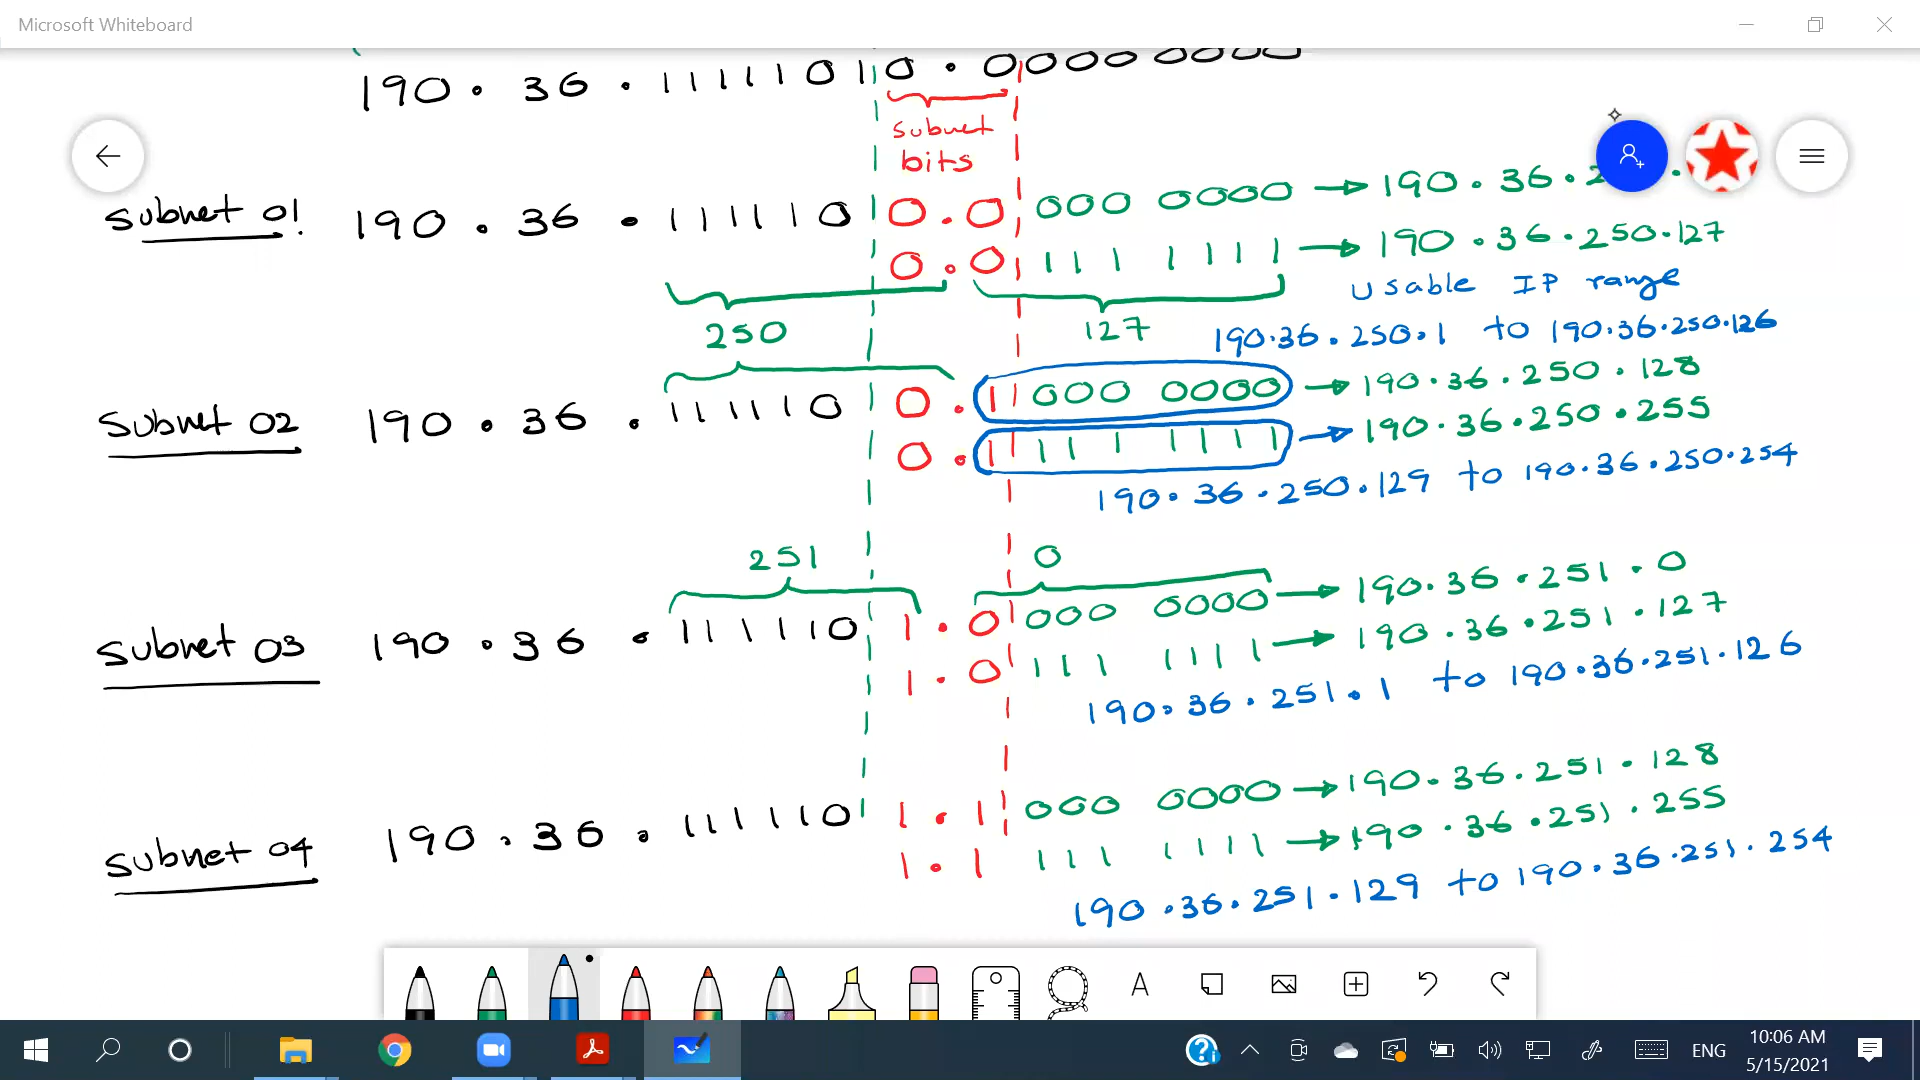 Microsoft Whiteboard
190 . 36 . 11111010 . 00000000
subnet
bits
subnet 01! 190 . 36 . 111110 0 . 0 000 0000 → 190 . 36 . 2
0 . 0 111 1111 → 190 . 36 . 250 . 127
usable IP range
250 127 190.36.250.1 to 190.36.250.126
subnet 02 190 . 36 . 111110 0 . 1 000 0000 → 190.36.250.128
0 . 1 111 1111 → 190.36.250.255
190.36.250.129 to 190.36.250.254
251 0
subnet 03 190 . 36 . 111110 1 . 0 000 0000 → 190.36.251.0
1 . 0 111 1111 → 190.36.251.127
190.36.251.1 to 190.36.251.126
subnet 04 190 . 36 . 111110 1 . 1 000 0000 → 190.36.251.128
1 . 1 111 1111 → 190.36.251.255
190.36.251.129 to 190.36.251.254
A
ENG
10:06 AM
5/15/2021